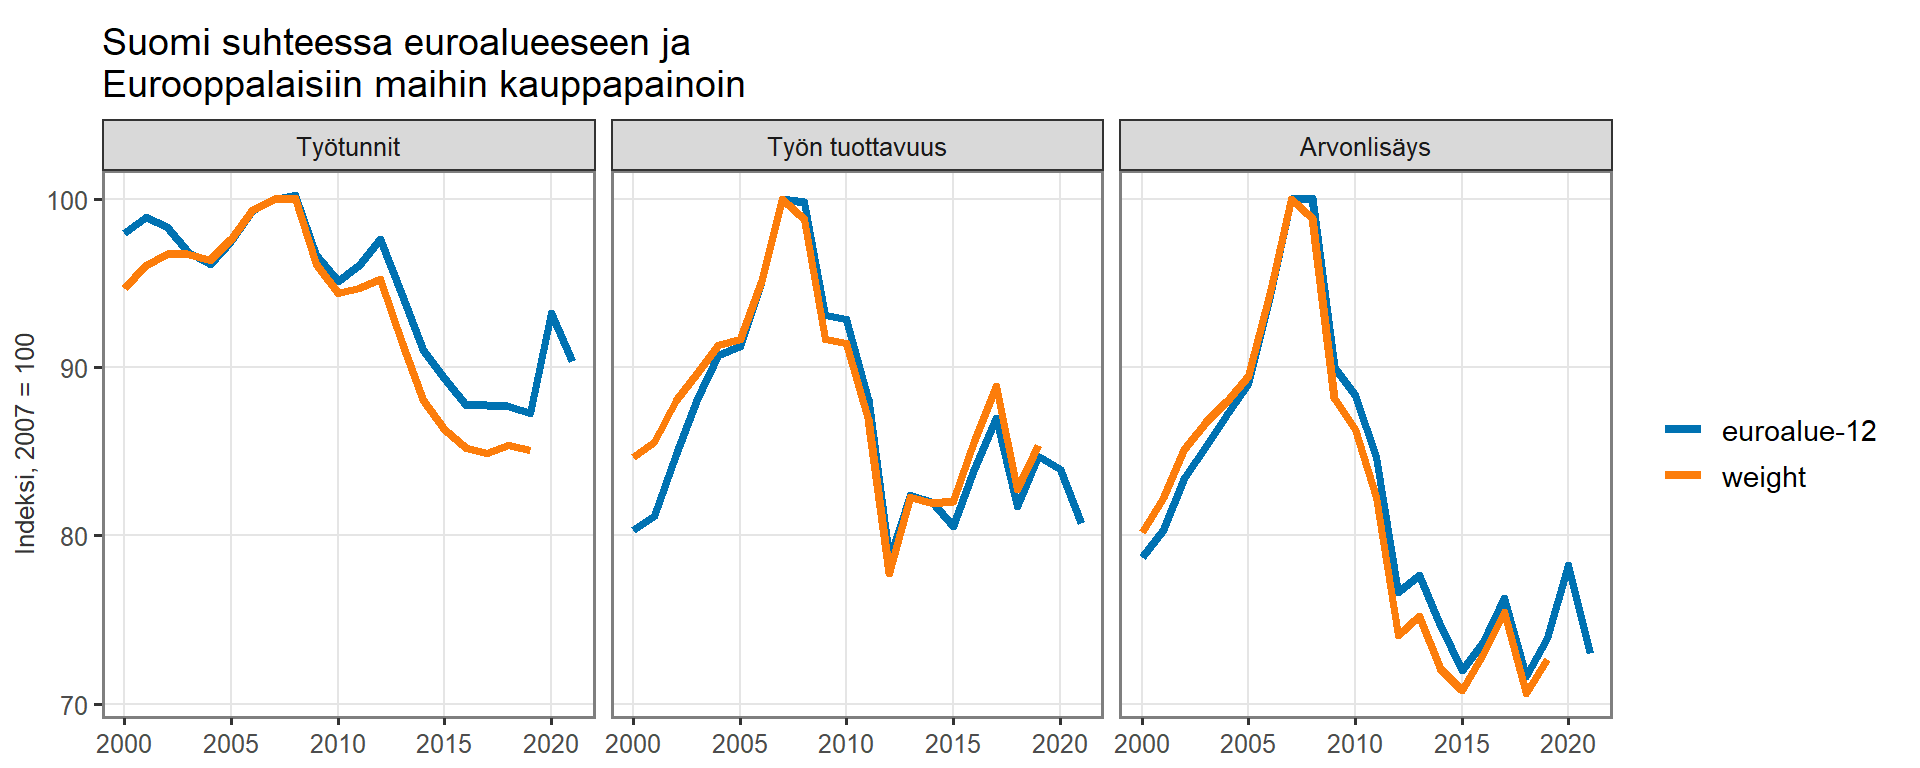 Suomi suhteessa euroalueeseen ja
Eurooppalaisiin maihin kauppapainoin
Työtunnit
Työn tuottavuus
Arvonlisäys
Indeksi, 2007 = 100
100
90
80
70
2000 2005 2010 2015 2020
2000 2005 2010 2015 2020
2000 2005 2010 2015 2020
euroalue-12
weight